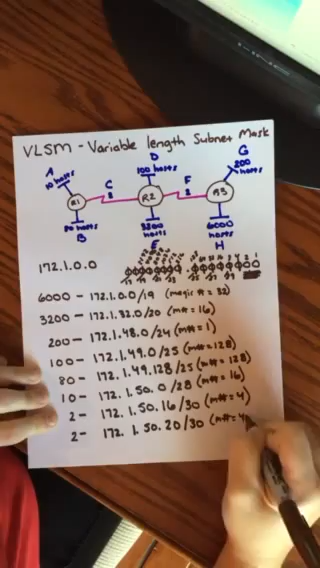 VLSM - Variable length Subnet Mask
A
10 hosts
C
2
D
100 hosts
F
2
G
200 hosts
R1
R2
R3
80 hosts
B
3200 hosts
E
6000 hosts
H
172.1.0.0
6000 - 172.1.0.0/19 (magic # = 32)
3200 - 172.1.32.0/20 (m# = 16)
200 - 172.1.48.0/24 (m# = 1)
100 - 172.1.49.0/25 (m# = 128)
80 - 172.1.49.128/25 (m# = 128)
10 - 172.1.50.0/28 (m# = 16)
2 - 172.1.50.16/30 (m# = 4)
2 - 172.1.50.20/30 (m# = 4